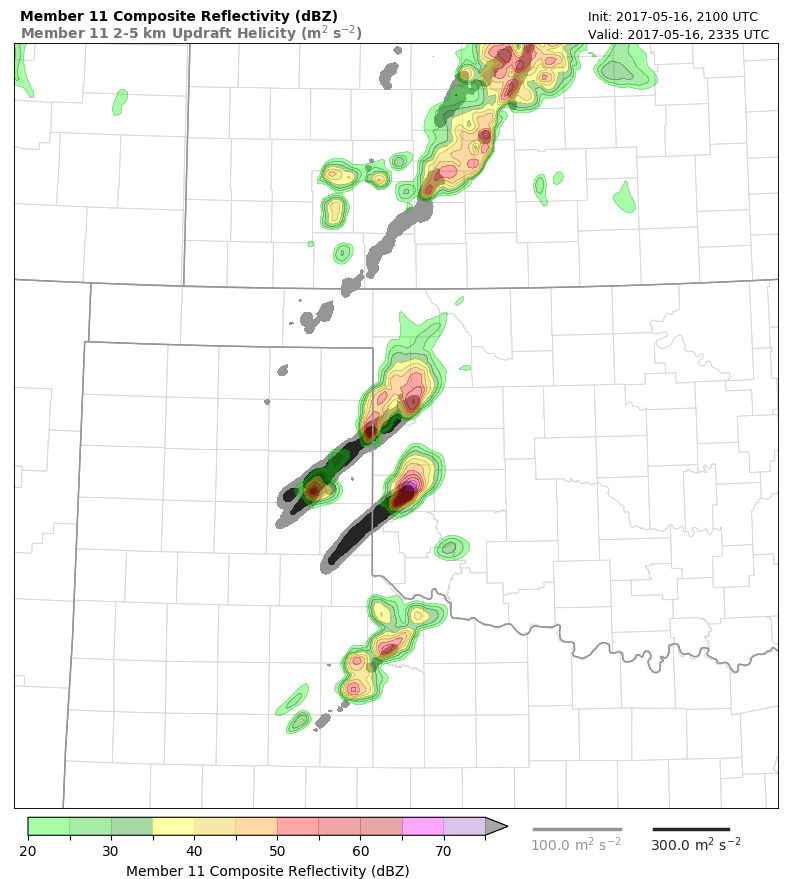 Member 11 Composite Reflectivity (dBZ)
Member 11 2-5 km Updraft Helicity (m² s⁻²)
Init: 2017-05-16, 2100 UTC
Valid: 2017-05-16, 2335 UTC
20 30 40 50 60 70
Member 11 Composite Reflectivity (dBZ)
100.0 m² s⁻²
300.0 m² s⁻²